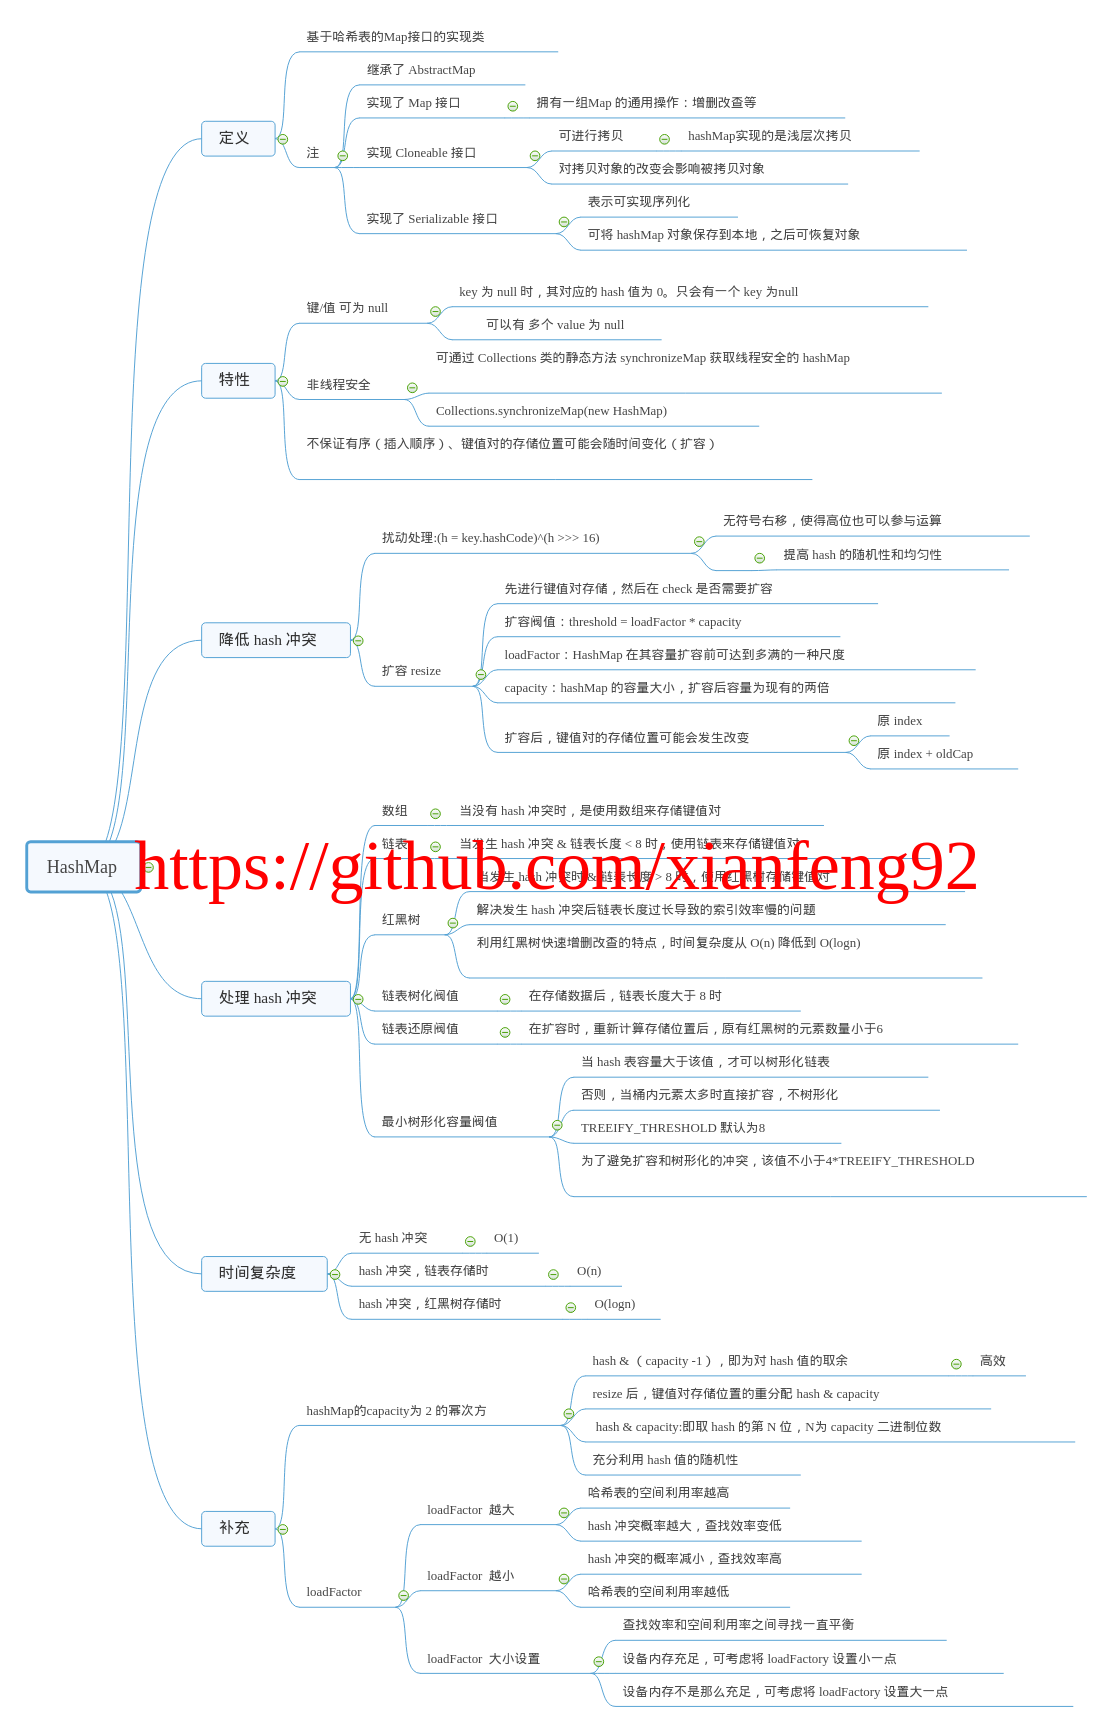 基于哈希表的Map接口的实现类
继承了 AbstractMap
实现了 Map 接口
拥有一组Map 的通用操作：增删改查等
定义
注
实现 Cloneable 接口
可进行拷贝
hashMap实现的是浅层次拷贝
对拷贝对象的改变会影响被拷贝对象
实现了 Serializable 接口
表示可实现序列化
可将 hashMap 对象保存到本地，之后可恢复对象
键/值 可为 null
key 为 null 时，其对应的 hash 值为 0。只会有一个 key 为null
可以有 多个 value 为 null
特性
非线程安全
可通过 Collections 类的静态方法 synchronizeMap 获取线程安全的 hashMap
Collections.synchronizeMap(new HashMap)
不保证有序（插入顺序）、键值对的存储位置可能会随时间变化（扩容）
扰动处理:(h = key.hashCode)^(h >>> 16)
无符号右移，使得高位也可以参与运算
提高 hash 的随机性和均匀性
降低 hash 冲突
扩容 resize
先进行键值对存储，然后在 check 是否需要扩容
扩容阀值：threshold = loadFactor * capacity
loadFactor：HashMap 在其容量扩容前可达到多满的一种尺度
capacity：hashMap 的容量大小，扩容后容量为现有的两倍
扩容后，键值对的存储位置可能会发生改变
原 index
原 index + oldCap
HashMap
https://github.com/xianfeng92
数组
当没有 hash 冲突时，是使用数组来存储键值对
链表
当发生 hash 冲突 & 链表长度 < 8 时，使用链表来存储键值对
红黑树
当发生 hash 冲突时 & 链表长度 > 8 时，使用红黑树存储键值对
解决发生 hash 冲突后链表长度过长导致的索引效率慢的问题
利用红黑树快速增删改查的特点，时间复杂度从 O(n) 降低到 O(logn)
处理 hash 冲突
链表树化阀值
在存储数据后，链表长度大于 8 时
链表还原阀值
在扩容时，重新计算存储位置后，原有红黑树的元素数量小于6
最小树形化容量阀值
当 hash 表容量大于该值，才可以树形化链表
否则，当桶内元素太多时直接扩容，不树形化
TREEIFY_THRESHOLD 默认为8
为了避免扩容和树形化的冲突，该值不小于4*TREEIFY_THRESHOLD
时间复杂度
无 hash 冲突
O(1)
hash 冲突，链表存储时
O(n)
hash 冲突，红黑树存储时
O(logn)
补充
hashMap的capacity为 2 的幂次方
hash & （ capacity -1 ），即为对 hash 值的取余
高效
resize 后，键值对存储位置的重分配 hash & capacity
hash & capacity:即取 hash 的第 N 位，N为 capacity 二进制位数
充分利用 hash 值的随机性
loadFactor
loadFactor 越大
哈希表的空间利用率越高
hash 冲突概率越大，查找效率变低
loadFactor 越小
hash 冲突的概率减小，查找效率高
哈希表的空间利用率越低
loadFactor 大小设置
查找效率和空间利用率之间寻找一直平衡
设备内存充足，可考虑将 loadFactory 设置小一点
设备内存不是那么充足，可考虑将 loadFactory 设置大一点